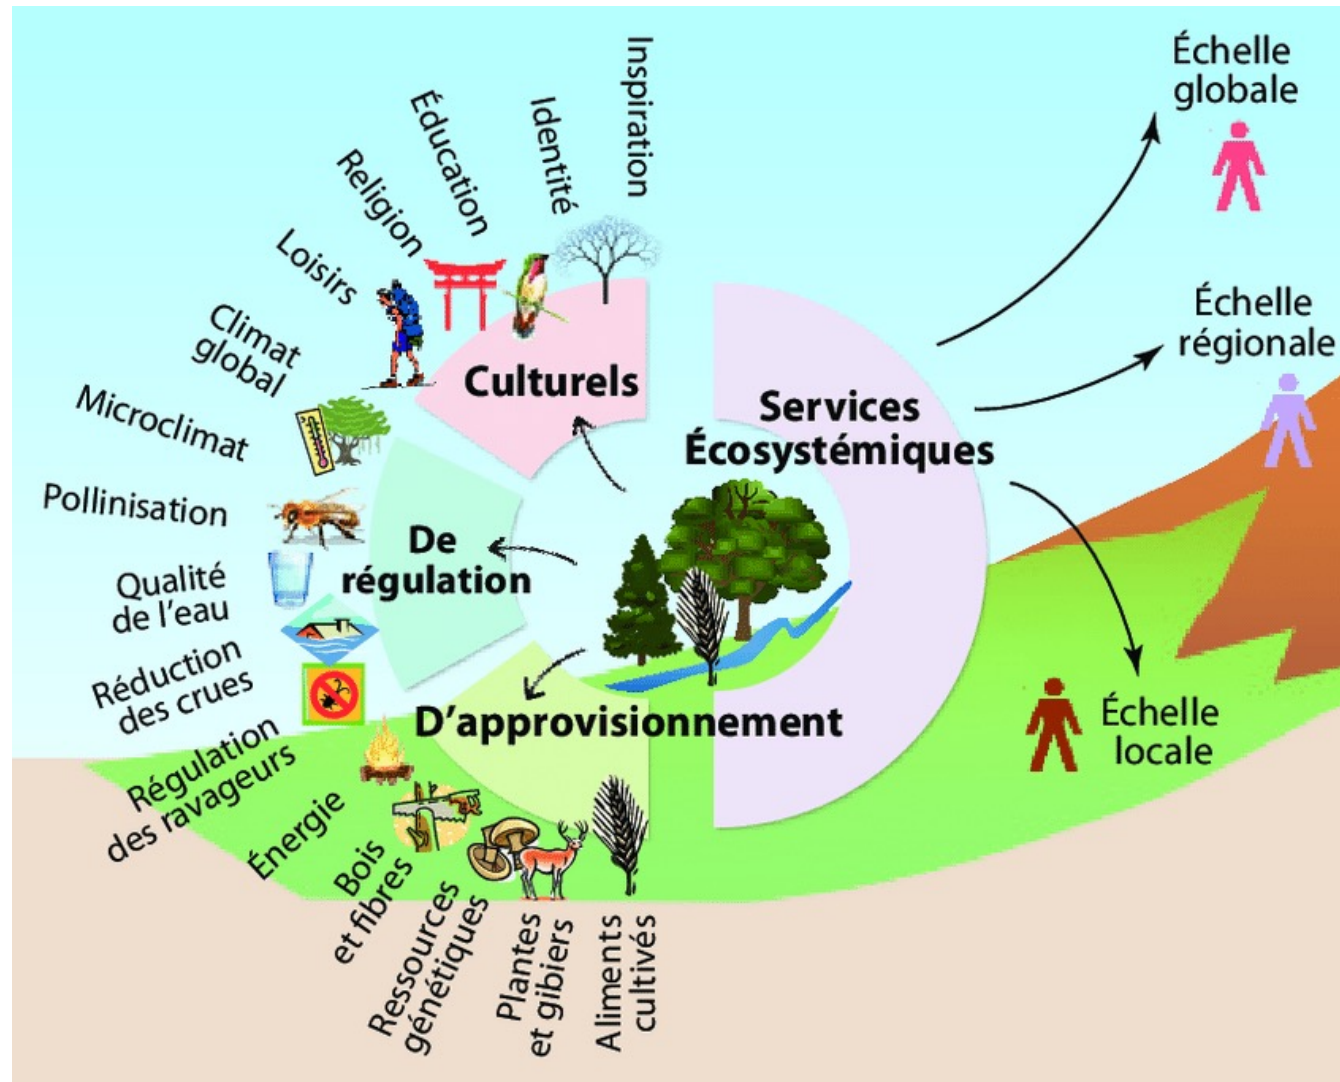 Inspiration
Identité
Éducation
Religion
Loisirs
Climat
global
Microclimat
Pollinisation
Qualité
de l'eau
Réduction
des crues
Régulation
des ravageurs
Énergie
Bois
et fibres
Ressources
génétiques
Plantes
et gibiers
Aliments
cultivés
Culturels
De
régulation
D'approvisionnement
Services
Écosystémiques
Échelle
globale
Échelle
régionale
Échelle
locale